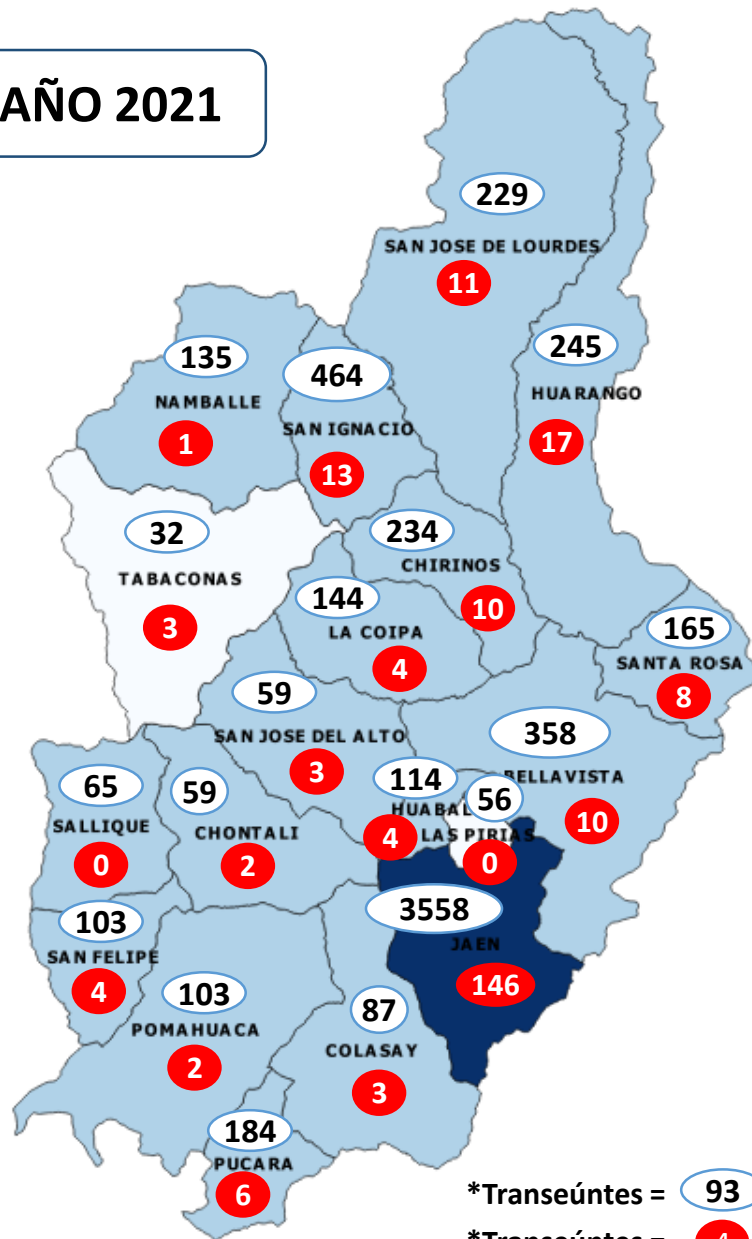 AÑO 2021
229
SAN JOSE DE LOURDES
11
245
HUARANGO
17
135
NAMBALLE
1
464
SAN IGNACIO
13
32
TABACONAS
3
234
CHIRINOS
10
144
LA COIPA
4
165
SANTA ROSA
8
59
SAN JOSE DEL ALTO
3
358
BELLAVISTA
10
114
HUABAL
4
56
LAS PIRIAS
0
65
SALLIQUE
0
59
CHONTALI
2
3558
JAEN
146
103
SAN FELIPE
4
103
POMAHUACA
2
87
COLASAY
3
184
PUCARA
6
*Transeúntes = 93
*Transeúntes = 4